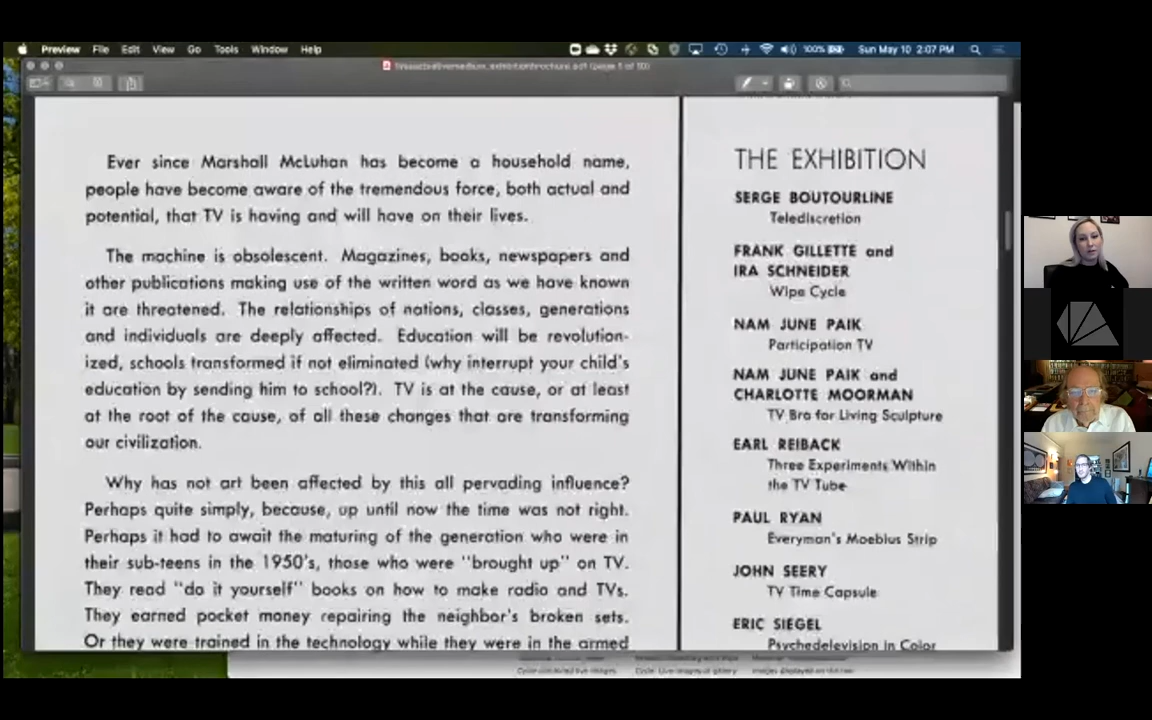 Preview File Edit View Go Tools Window Help
100% Sun May 10 2:07 PM
Ever since Marshall McLuhan has become a household name,
people have become aware of the tremendous force, both actual and
potential, that TV is having and will have on their lives.
The machine is obsolescent. Magazines, books, newspapers and
other publications making use of the written word as we have known
it are threatened. The relationships of nations, classes, generations
and individuals are deeply affected. Education will be revolution-
ized, schools transformed if not eliminated (why interrupt your child's
education by sending him to school?). TV is at the cause, or at least
at the root of the cause, of all these changes that are transforming
our civilization.
Why has not art been affected by this all pervading influence?
Perhaps quite simply, because, up until now the time was not right.
Perhaps it had to await the maturing of the generation who were in
their sub-teens in the 1950's, those who were "brought up" on TV.
They read "do it yourself" books on how to make radio and TVs.
They earned pocket money repairing the neighbor's broken sets.
Or they were trained in the technology while they were in the armed
THE EXHIBITION
SERGE BOUTOURLINE
Telediscretion
FRANK GILLETTE and
IRA SCHNEIDER
Wipe Cycle
NAM JUNE PAIK
Participation TV
NAM JUNE PAIK and
CHARLOTTE MOORMAN
TV Bra for Living Sculpture
EARL REIBACK
Three Experiments Within
the TV Tube
PAUL RYAN
Everyman's Moebius Strip
JOHN SEERY
TV Time Capsule
ERIC SIEGEL
Psychedelevision in Color